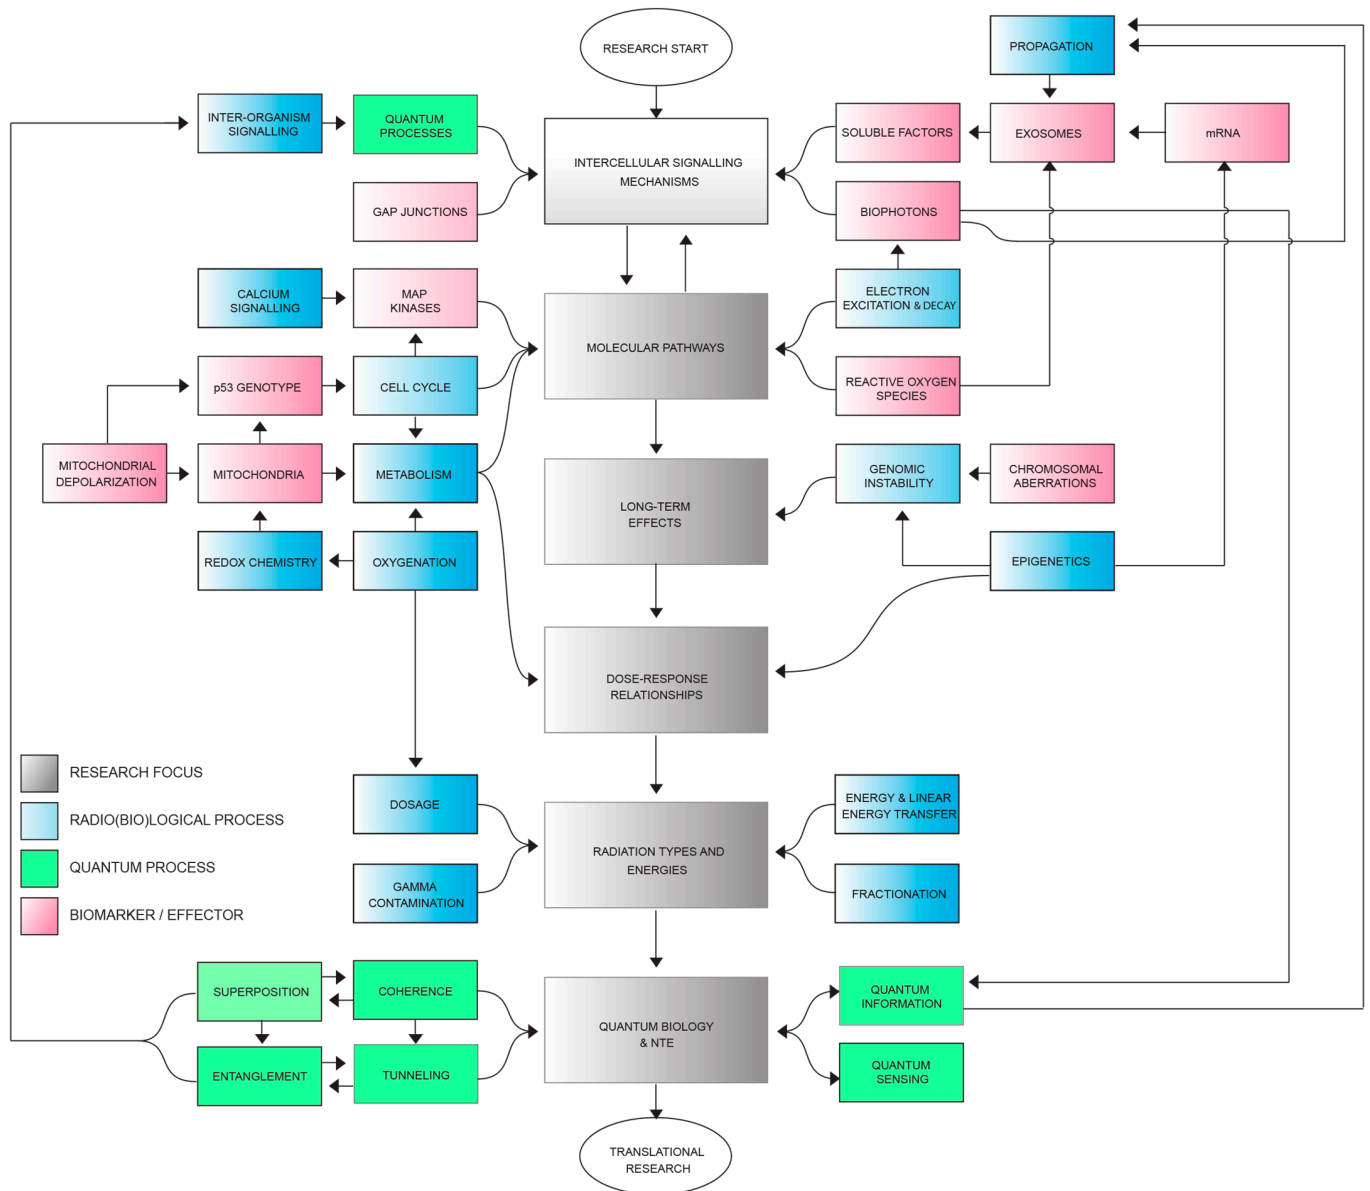 RESEARCH START
PROPAGATION
INTER-ORGANISM
SIGNALLING
QUANTUM
PROCESSES
INTERCELLULAR SIGNALLING
MECHANISMS
SOLUBLE FACTORS
EXOSOMES
mRNA
GAP JUNCTIONS
BIOPHOTONS
CALCIUM
SIGNALLING
MAP
KINASES
MOLECULAR PATHWAYS
ELECTRON
EXCITATION & DECAY
p53 GENOTYPE
CELL CYCLE
REACTIVE OXYGEN
SPECIES
MITOCHONDRIAL
DEPOLARIZATION
MITOCHONDRIA
METABOLISM
LONG-TERM
EFFECTS
GENOMIC
INSTABILITY
CHROMOSOMAL
ABERRATIONS
REDOX CHEMISTRY
OXYGENATION
EPIGENETICS
DOSE-RESPONSE
RELATIONSHIPS
RESEARCH FOCUS
RADIO(BIO)LOGICAL PROCESS
QUANTUM PROCESS
BIOMARKER / EFFECTOR
DOSAGE
GAMMA
CONTAMINATION
RADIATION TYPES AND
ENERGIES
ENERGY & LINEAR
ENERGY TRANSFER
FRACTIONATION
SUPERPOSITION
COHERENCE
ENTANGLEMENT
TUNNELING
QUANTUM BIOLOGY
& NTE
QUANTUM
INFORMATION
QUANTUM
SENSING
TRANSLATIONAL
RESEARCH